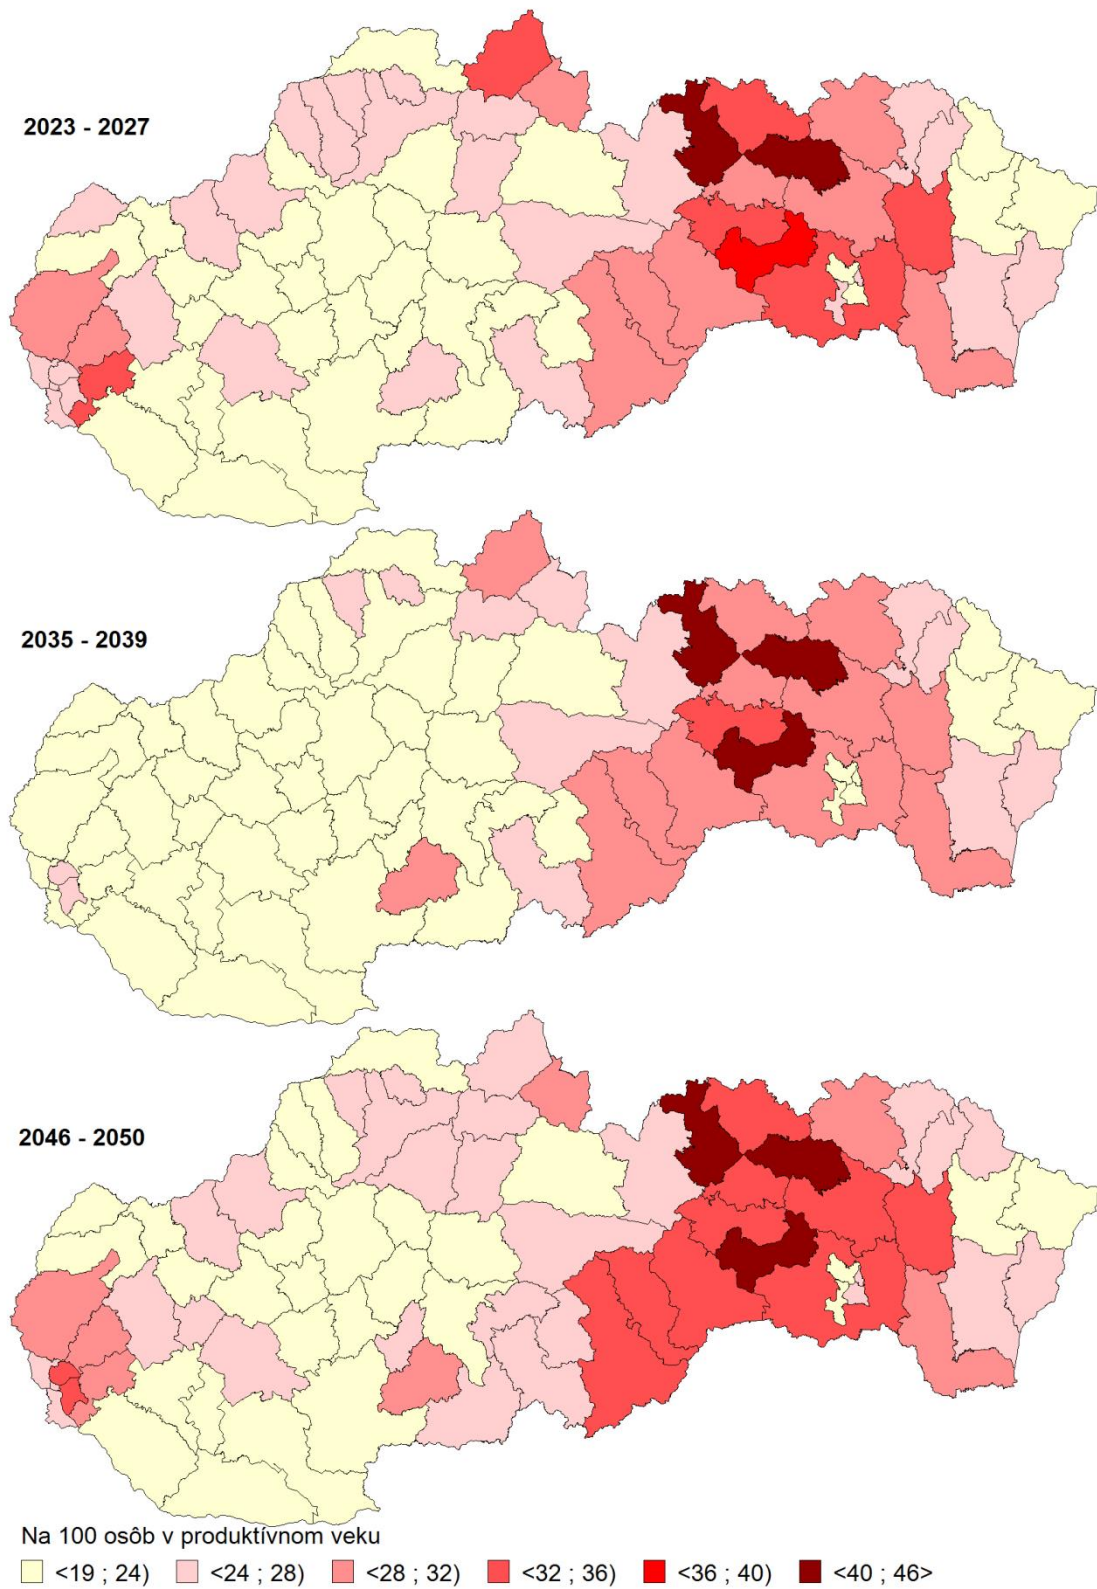 2023 - 2027
2035 - 2039
2046 - 2050
Na 100 osôb v produktívnom veku
<19 ; 24) <24 ; 28) <28 ; 32) <32 ; 36) <36 ; 40) <40 ; 46>